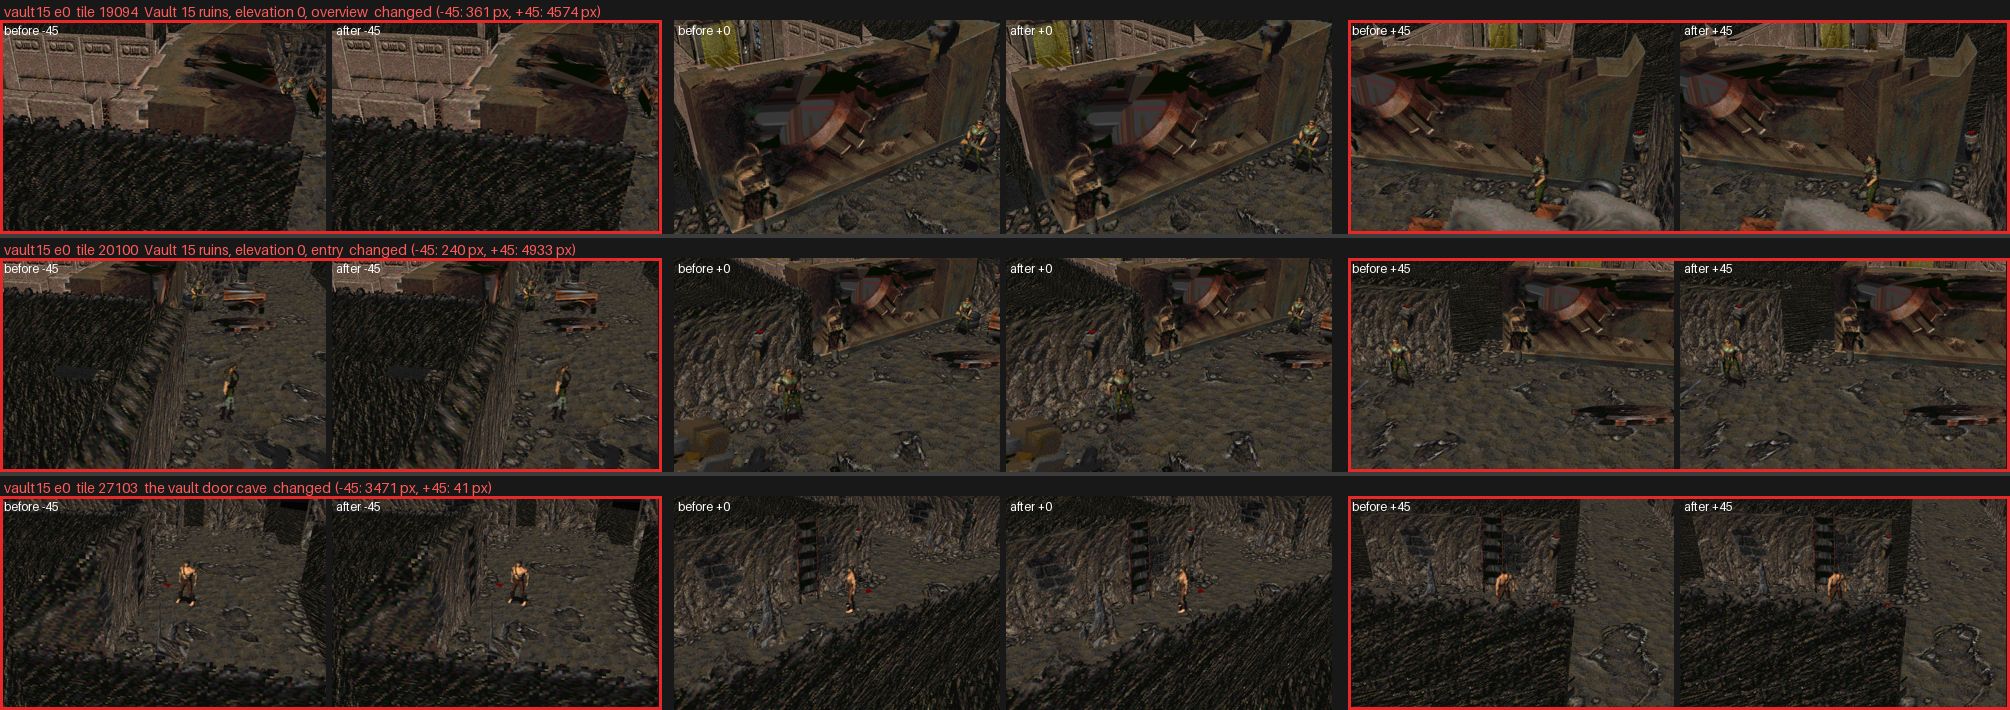 vault15 e0 tile 19094 Vault 15 ruins, elevation 0, overview changed (-45: 361 px, +45: 4574 px)
before -45
after -45
before +0
after +0
before +45
after +45
vault15 e0 tile 20100 Vault 15 ruins, elevation 0, entry changed (-45: 240 px, +45: 4933 px)
before -45
after -45
before +0
after +0
before +45
after +45
vault15 e0 tile 27103 the vault door cave changed (-45: 3471 px, +45: 41 px)
before -45
after -45
before +0
after +0
before +45
after +45